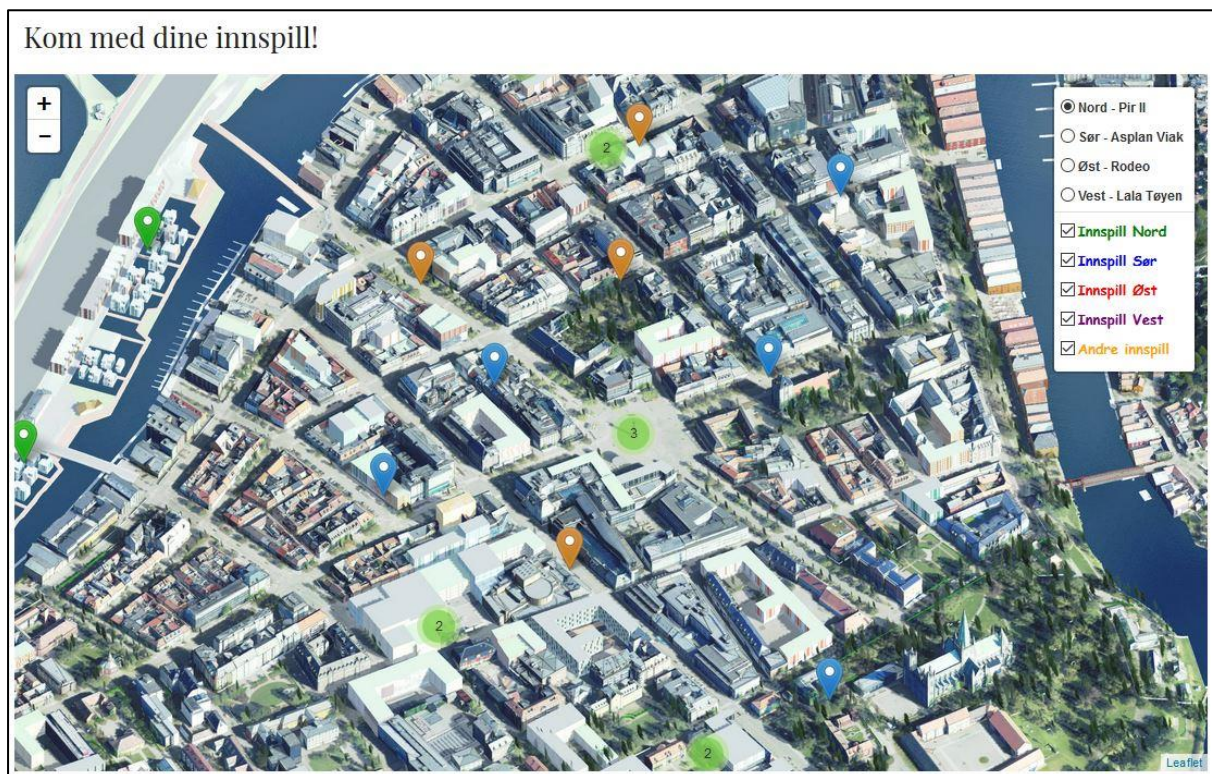 Kom med dine innspill!
+
−
Nord - Pir II
Sør - Asplan Viak
Øst - Rodeo
Vest - Lala Tøyen
Innspill Nord
Innspill Sør
Innspill Øst
Innspill Vest
Andre innspill
2
3
2
2
Leaflet